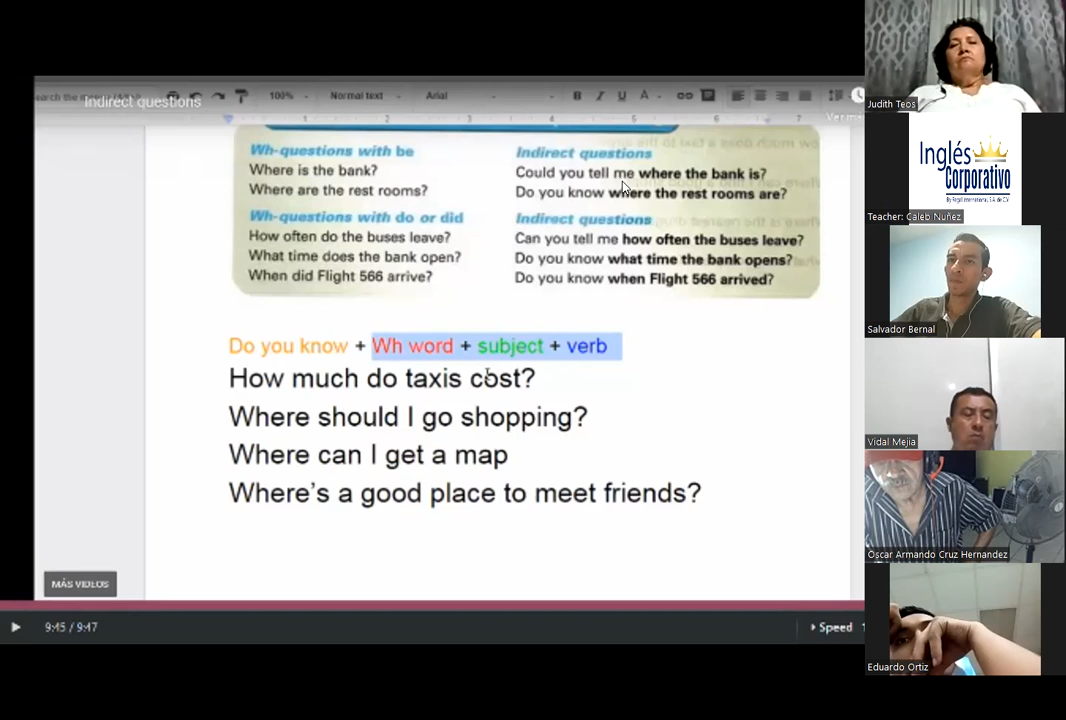 Indirect questions
100%
Normal text
Arial
B I U A
1 2 3 4 5 6 7
Wh-questions with be
Where is the bank?
Where are the rest rooms?
Indirect questions
Could you tell me where the bank is?
Do you know where the rest rooms are?
Wh-questions with do or did
How often do the buses leave?
What time does the bank open?
When did Flight 566 arrive?
Indirect questions
Can you tell me how often the buses leave?
Do you know what time the bank opens?
Do you know when Flight 566 arrived?
Do you know + Wh word + subject + verb
How much do taxis cost?
Where should I go shopping?
Where can I get a map
Where's a good place to meet friends?
MÁS VIDEOS
9:45 / 9:47
Speed
Judith Teos
Inglés
Corporativo
Teacher: Caleb Nuñez
Salvador Bernal
Vidal Mejia
Oscar Armando Cruz Hernandez
Eduardo Ortiz